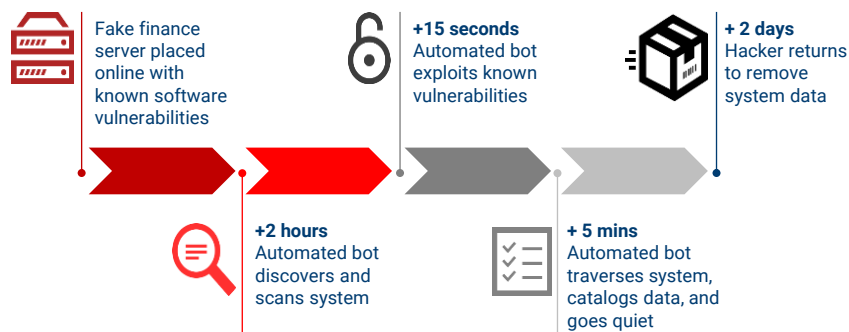 Fake finance
server placed
online with
known software
vulnerabilities
+2 hours
Automated bot
discovers and
scans system
+15 seconds
Automated bot
exploits known
vulnerabilities
+ 5 mins
Automated bot
traverses system,
catalogs data, and
goes quiet
+ 2 days
Hacker returns
to remove
system data